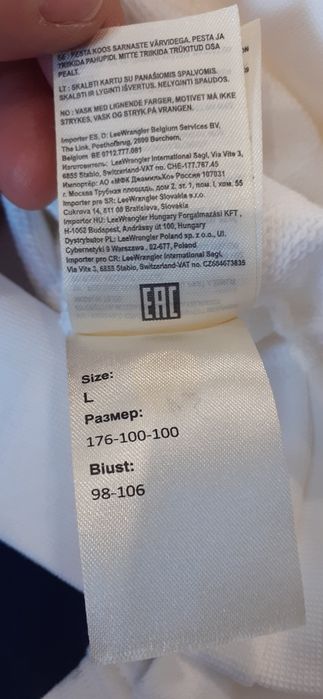 EE : PESTA KOOS SARNASTE VÄRVIDEGA. PESTA JA
TRIIKIDA PAHUPIDI. MITTE TRIIKIDA TRÜKITUD OSA
PEALT.
LT : SKALBTI KARTU SU PANAŠIOMIS SPALVOMIS.
SKALBTI IR LYGINTI IŠVERTUS. NELYGINTI SPAUDOS.
NO : VASK MED LIGNENDE FARGER, MOTIVET MÅ IKKE
STRYKES, VASK OG STRYK PÅ VRANGEN.
Importer ES, D: LeeWrangler Belgium Services BV,
The Link, Posthofbrug, 2600 Berchem,
Belgium BE 0712.777.081
Изготовитель: LeeWrangler International Sagl, Via Vite 3,
6855 Stabio, Switzerland-VAT no. CHE-177.767.45
Импортёр: АО «МФК ДжамильКо» Россия 107031
г. Москва Трубная площадь, дом 2, эт. 1, пом. I, ком. 55
Importer pro SR: LeeWrangler Slovakia s.r.o.
Cukrova 14, 811 08 Bratislava, Slovakia
Importer HU: LeeWrangler Hungary Forgalmazási KFT ,
H-1062 Budapest, Andrássy út 100, Hungary
Dystrybutor PL: LeeWrangler Poland sp. z.o.o., Ul.
Cybernetyki 9 Warszawa , 02-677, Poland
Importer pro CR: LeeWrangler International Sagl,
Via Vite 3, 6855 Stabio, Switzerland-VAT no. CZ684673835
EAC
Size:
L
Размер:
176-100-100
Biust:
98-106